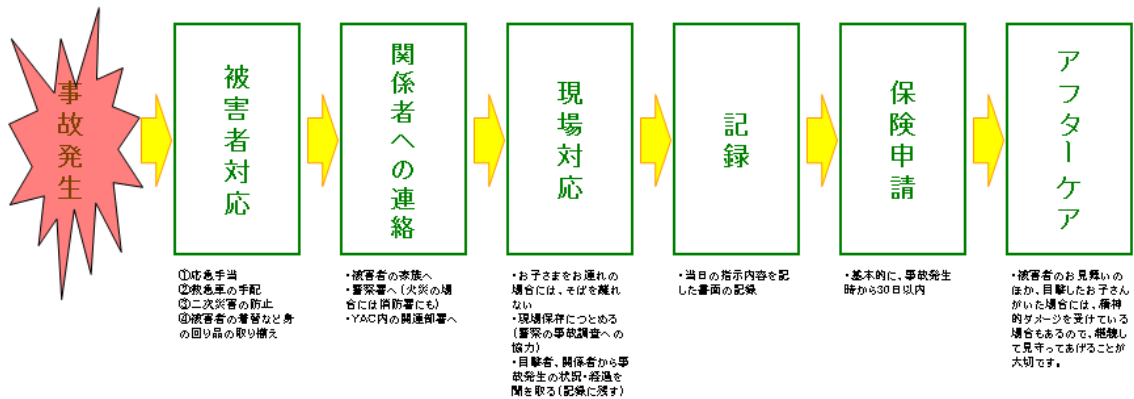 事故発生
被害者対応
関係者への連絡
現場対応
記録
保険申請
アフターケア
①応急手当
②救急車の手配
③二次災害の防止
④被害者の着替など身
の回り品の取り揃え
・被害者の家族へ
・警察署へ(火災の場
合には消防署にも)
・YAC内の関連部署へ
・お子さまをお連れの
場合には、そばを離れ
ない
・現場保存につとめる
(警察の事故調査への
協力)
・目撃者、関係者から事
故発生の状況・経過を
聞き取る(記録に残す)
・当日の指示内容を記
した書面の記録
・基本的に、事故発生
時から30日以内
・被害者のお見舞いの
ほか、目撃したお子さん
がいた場合には、精神
的ダメージを受けている
場合もあるので、継続し
て見守ってあげることが
大切です。